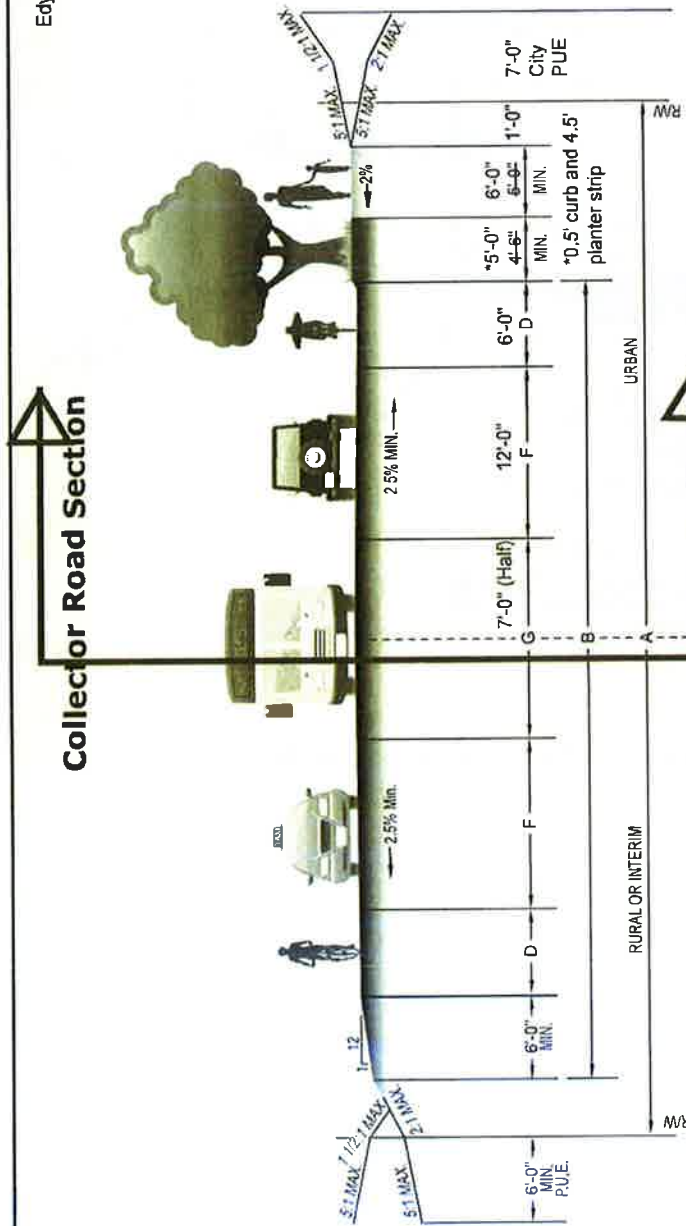 Edy
Collector Road Section
5:1 MAX.
1 1/2:1 MAX.
2:1 MAX.
5:1 MAX.
1
12
2.5% Min.
2 5% MIN.
2%
5:1 MAX.
1 1/2:1 MAX.
5:1 MAX.
2:1 MAX.
6'-0"
MIN.
P.U.E.
6'-0"
MIN.
D
F
G
7'-0" (Half)
12'-0"
F
6'-0"
D
*5'-0"
4'-6"
MIN.
6'-0"
MIN.
1'-0"
7'-0"
City
PUE
*0.5' curb and 4.5'
planter strip
B
RURAL OR INTERIM
URBAN
R/W
A
R/W